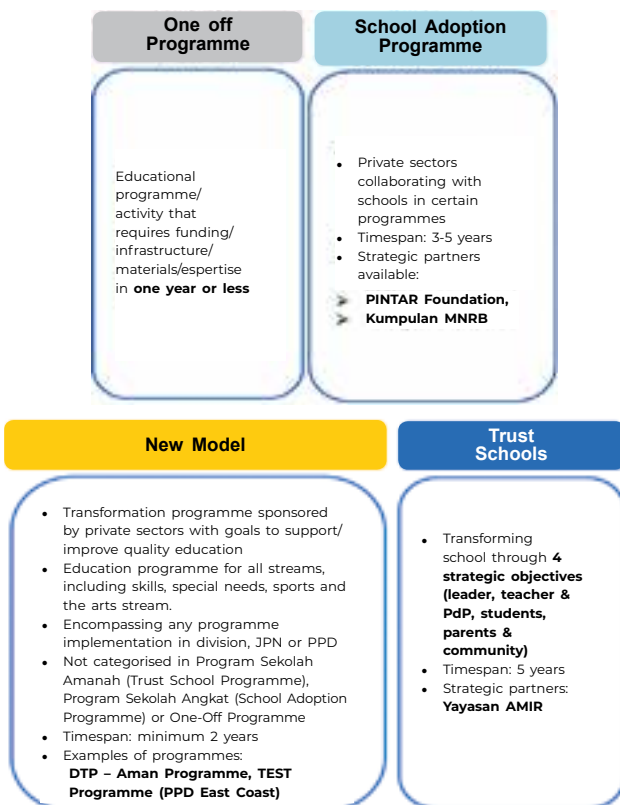 One off
Programme
School Adoption
Programme
Educational
programme/
activity that
requires funding/
infrastructure/
materials/espertise
in one year or less
• Private sectors
collaborating with
schools in certain
programmes
• Timespan: 3-5 years
• Strategic partners
available:
➢ PINTAR Foundation,
➢ Kumpulan MNRB
New Model
Trust
Schools
• Transformation programme sponsored
by private sectors with goals to support/
improve quality education
• Education programme for all streams,
including skills, special needs, sports and
the arts stream.
• Encompassing any programme
implementation in division, JPN or PPD
• Not categorised in Program Sekolah
Amanah (Trust School Programme),
Program Sekolah Angkat (School Adoption
Programme) or One-Off Programme
• Timespan: minimum 2 years
• Examples of programmes:
DTP – Aman Programme, TEST
Programme (PPD East Coast)
• Transforming
school through 4
strategic objectives
(leader, teacher &
PdP, students,
parents &
community)
• Timespan: 5 years
• Strategic partners:
Yayasan AMIR